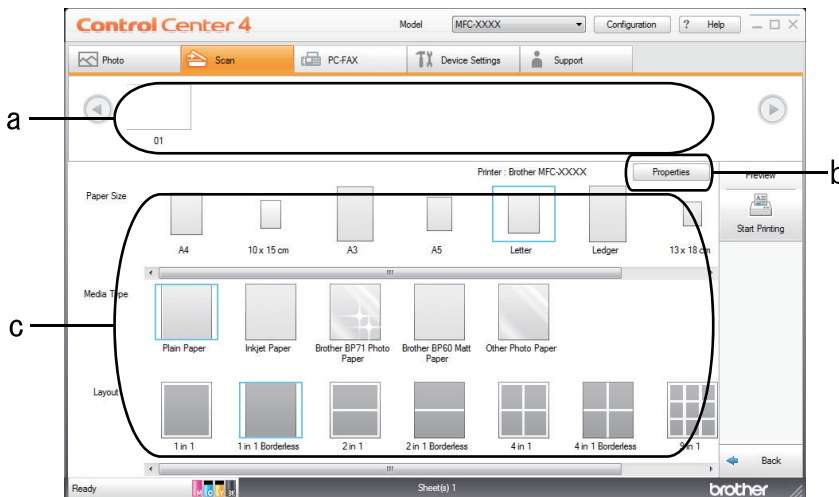 Control Center 4 Model MFC-XXXX Configuration ? Help
Photo Scan PC-FAX Device Settings Support
a
01
Printer : Brother MFC-XXXX Properties Preview
b
Paper Size
A4 10 x 15 cm A3 A5 Letter Ledger 13 x 18 cm
Start Printing
Media Type
c
Plain Paper Inkjet Paper Brother BP71 Photo Paper Brother BP60 Matt Paper Other Photo Paper
Layout
1 in 1 1 in 1 Borderless 2 in 1 2 in 1 Borderless 4 in 1 4 in 1 Borderless 9 in 1
Back
Ready M C Y BK Sheet(s) 1 brother